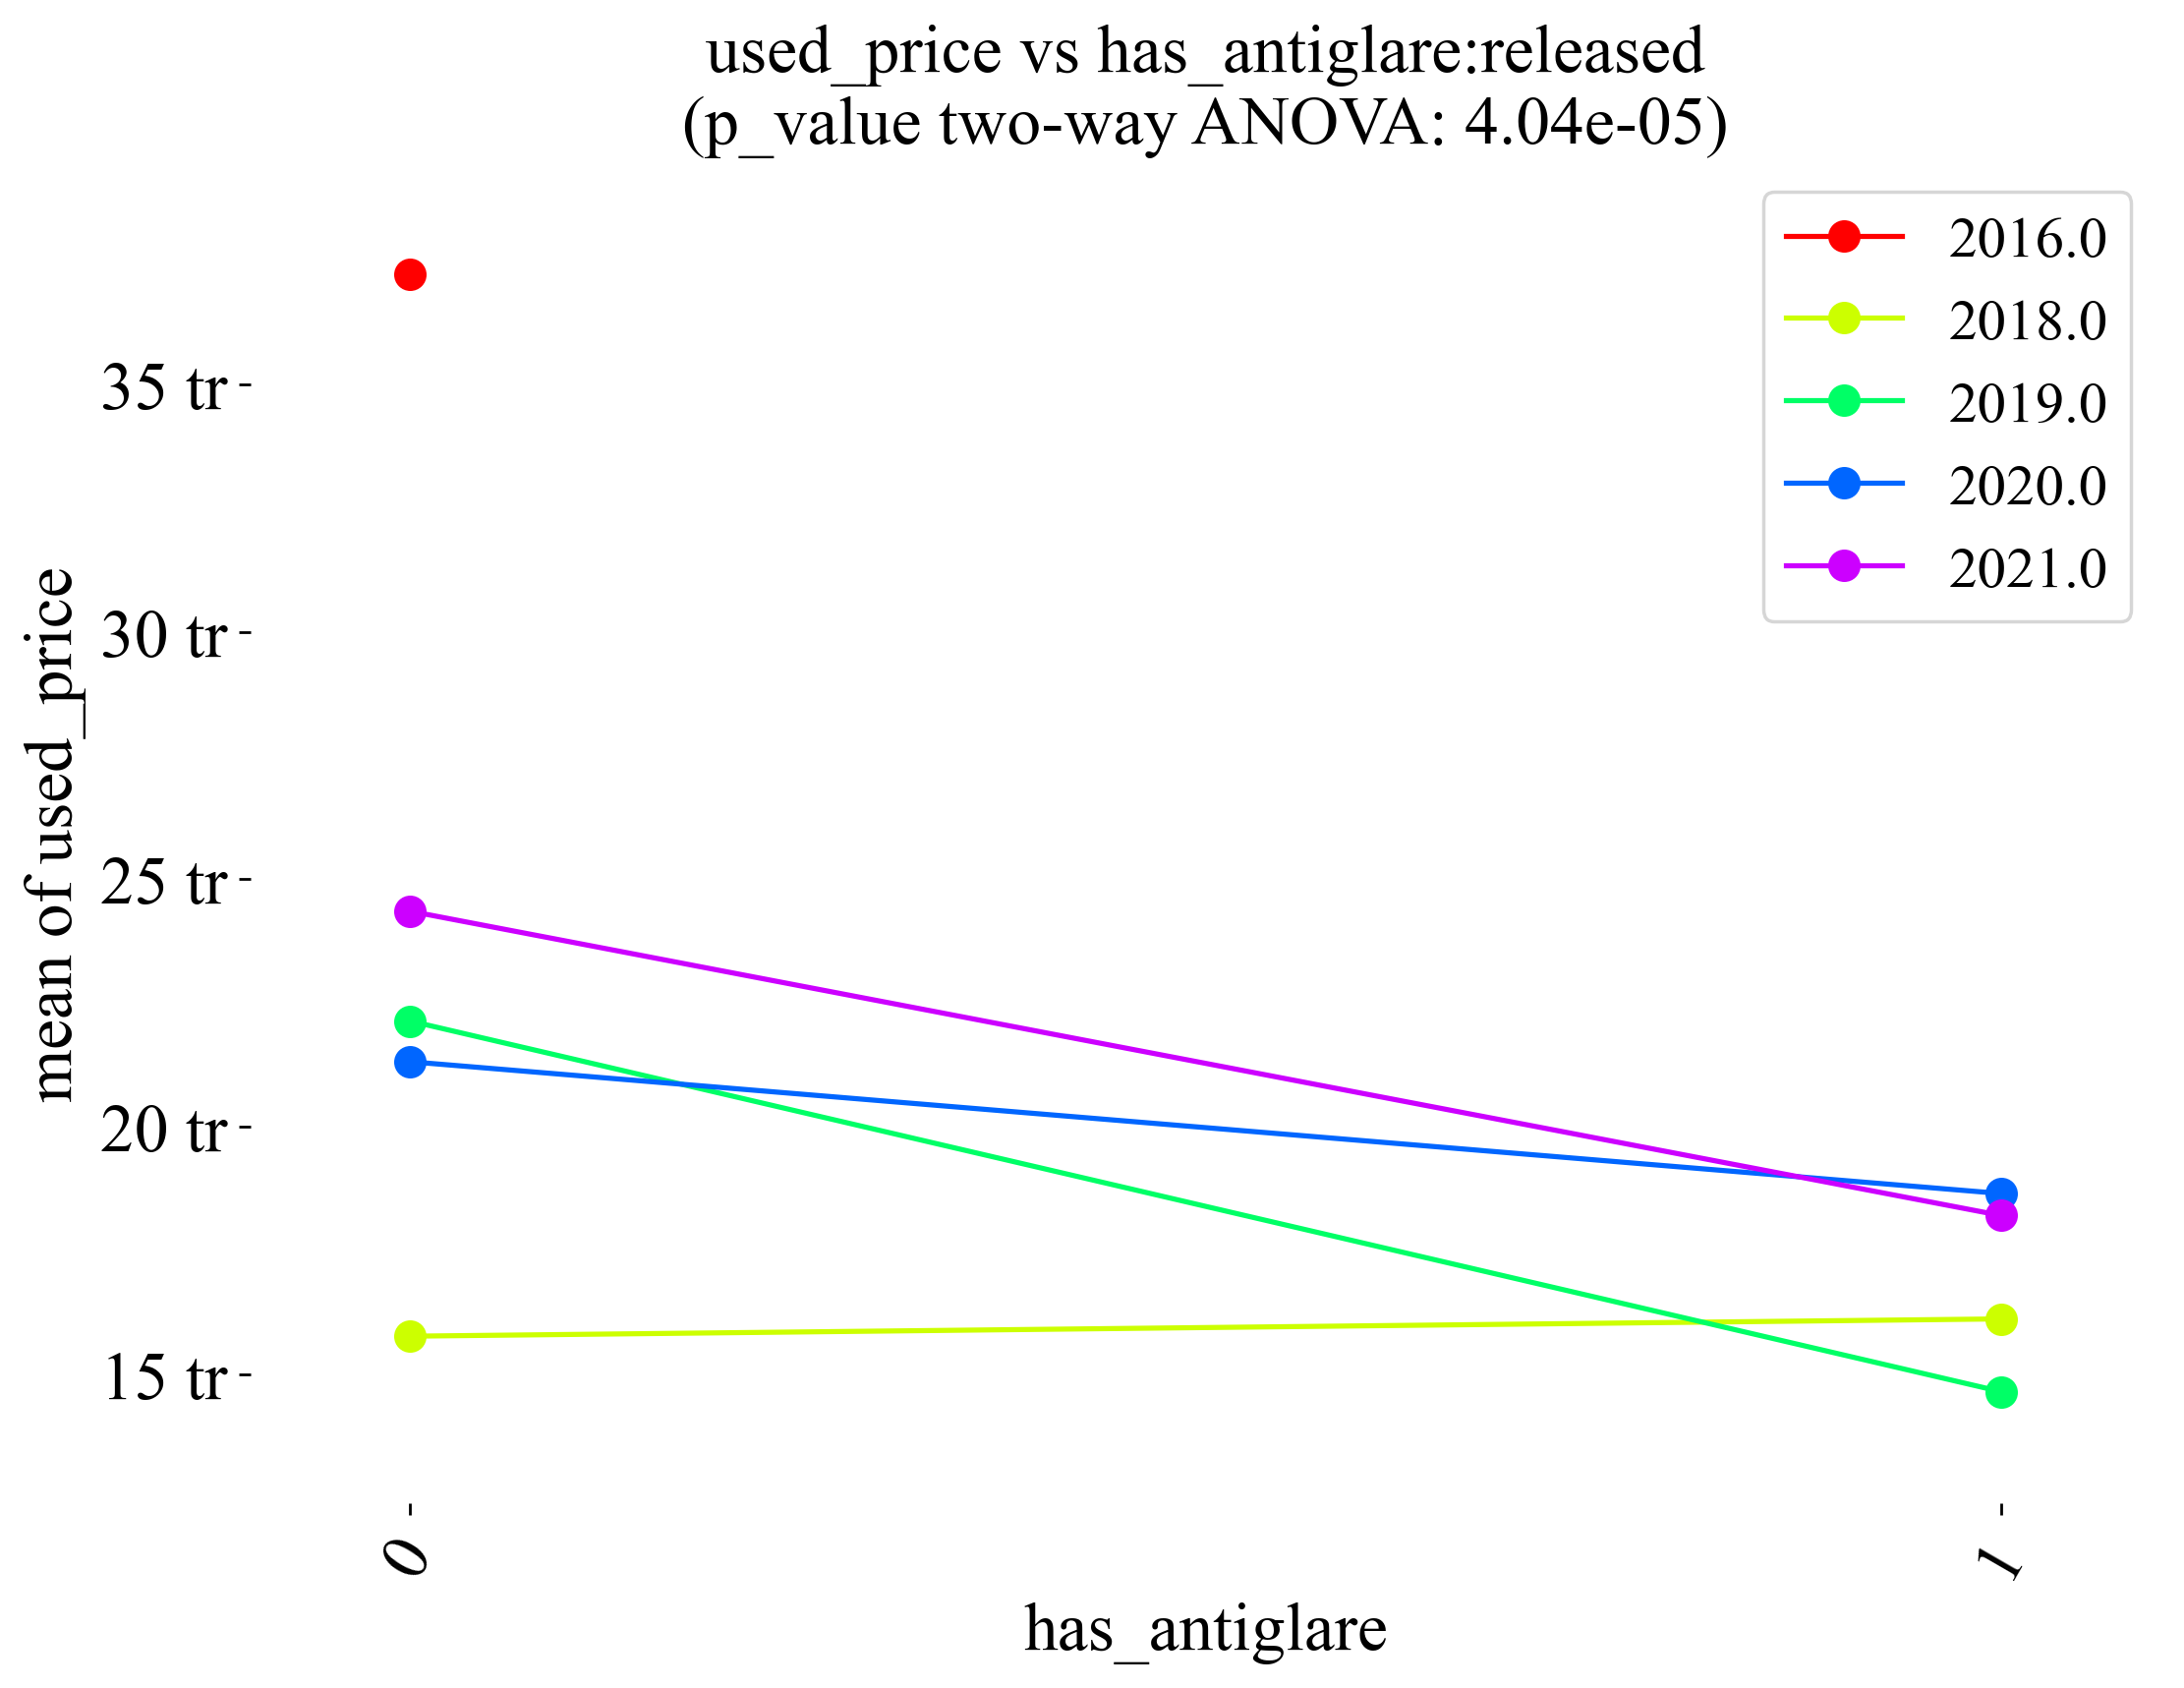 used_price vs has_antiglare:released
(p_value two-way ANOVA: 4.04e-05)
2016.0
2018.0
2019.0
2020.0
2021.0
35 tr
30 tr
25 tr
20 tr
15 tr
mean of used_price
0
1
has_antiglare